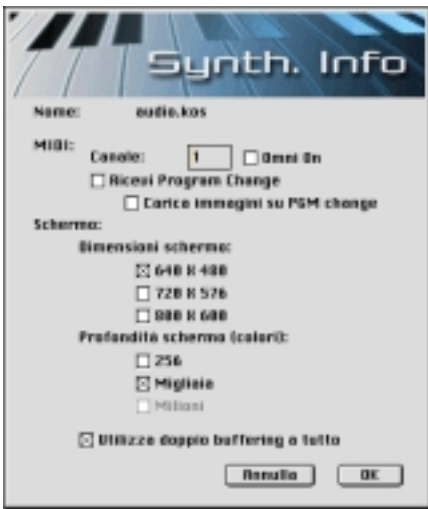 Synth. Info
Nome: audio.kos
MIDI:
Canale: 1 Omni On
Ricevi Program Change
Carica immagini su PGM change
Schermo:
Dimensioni schermo:
640 X 480
720 X 576
800 X 600
Profondità schermo (colori):
256
Migliaia
Milioni
Utilizza doppio buffering a tutto
Annulla OK